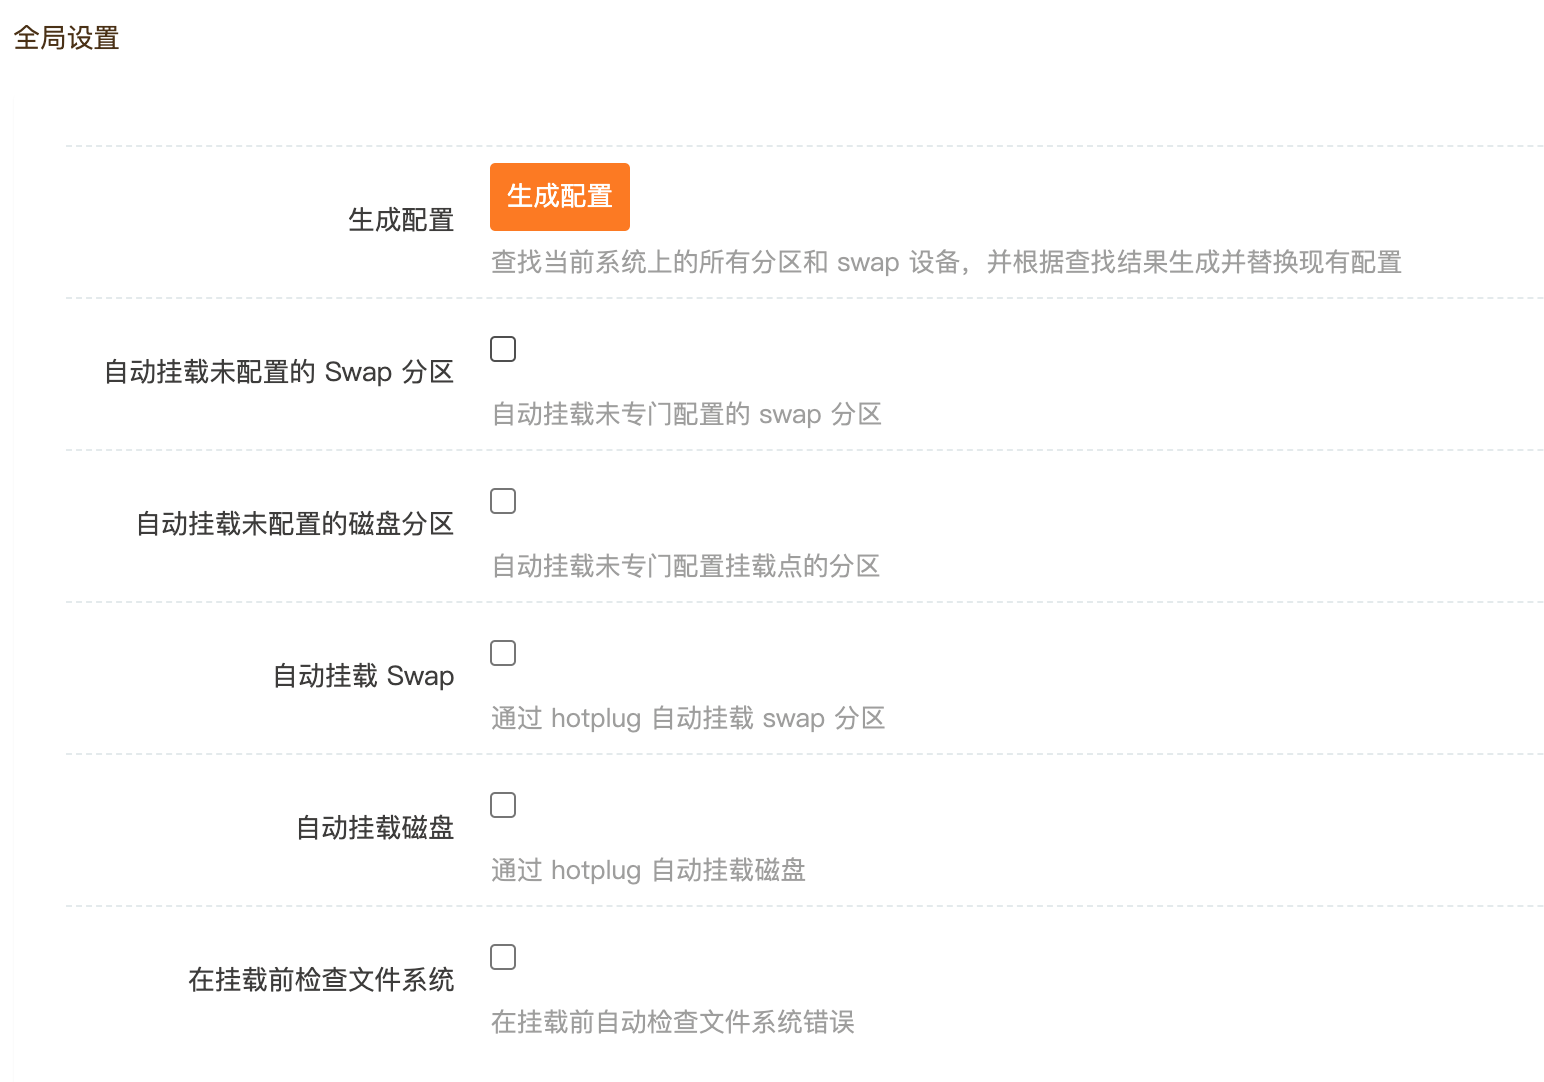 全局设置
生成配置
生成配置
查找当前系统上的所有分区和 swap 设备，并根据查找结果生成并替换现有配置
自动挂载未配置的 Swap 分区
自动挂载未专门配置的 swap 分区
自动挂载未配置的磁盘分区
自动挂载未专门配置挂载点的分区
自动挂载 Swap
通过 hotplug 自动挂载 swap 分区
自动挂载磁盘
通过 hotplug 自动挂载磁盘
在挂载前检查文件系统
在挂载前自动检查文件系统错误